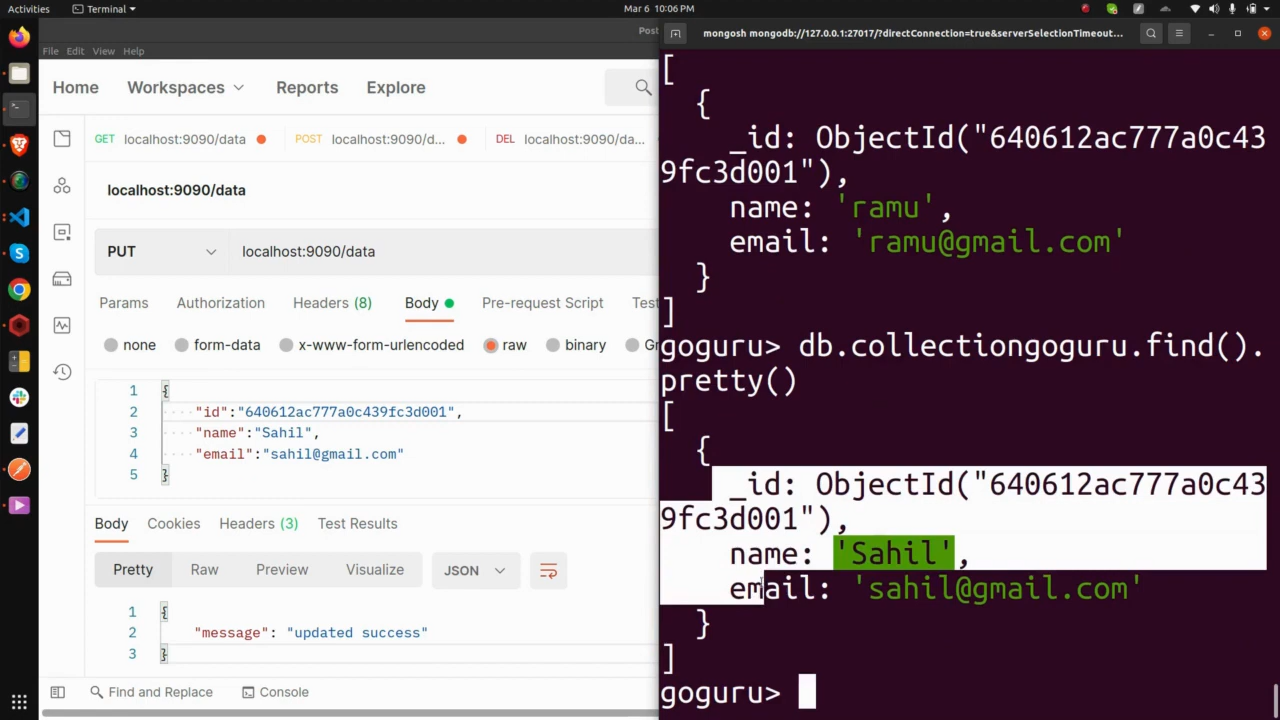 Activities
Terminal
Mar 6 10:06 PM
Post
File Edit View Help
Home
Workspaces
Reports
Explore
GET localhost:9090/data
POST localhost:9090/d...
DEL localhost:9090/da...
localhost:9090/data
PUT
localhost:9090/data
Params
Authorization
Headers (8)
Body
Pre-request Script
Test
none
form-data
x-www-form-urlencoded
raw
binary
Gr
1 {
2 "id":"640612ac777a0c439fc3d001",
3 "name":"Sahil",
4 "email":"sahil@gmail.com"
5 }
Body
Cookies
Headers (3)
Test Results
Pretty
Raw
Preview
Visualize
JSON
1 {
2 "message": "updated success"
3 }
Find and Replace
Console
mongosh mongodb://127.0.0.1:27017/?directConnection=true&serverSelectionTimeout...
[
{
_id: ObjectId("640612ac777a0c43
9fc3d001"),
name: 'ramu',
email: 'ramu@gmail.com'
}
]
goguru> db.collectiongoguru.find().
pretty()
[
{
_id: ObjectId("640612ac777a0c43
9fc3d001"),
name: 'Sahil',
email: 'sahil@gmail.com'
}
]
goguru>